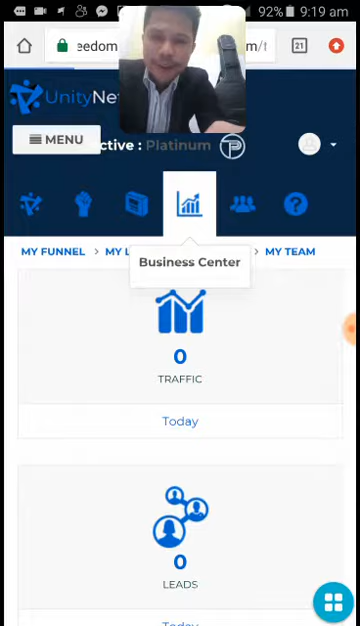 92% 9:19 am
eedom m/t 21
UnityNet
MENU ctive : Platinum
MY FUNNEL > MY L > MY TEAM
Business Center
0
TRAFFIC
Today
0
LEADS
Today